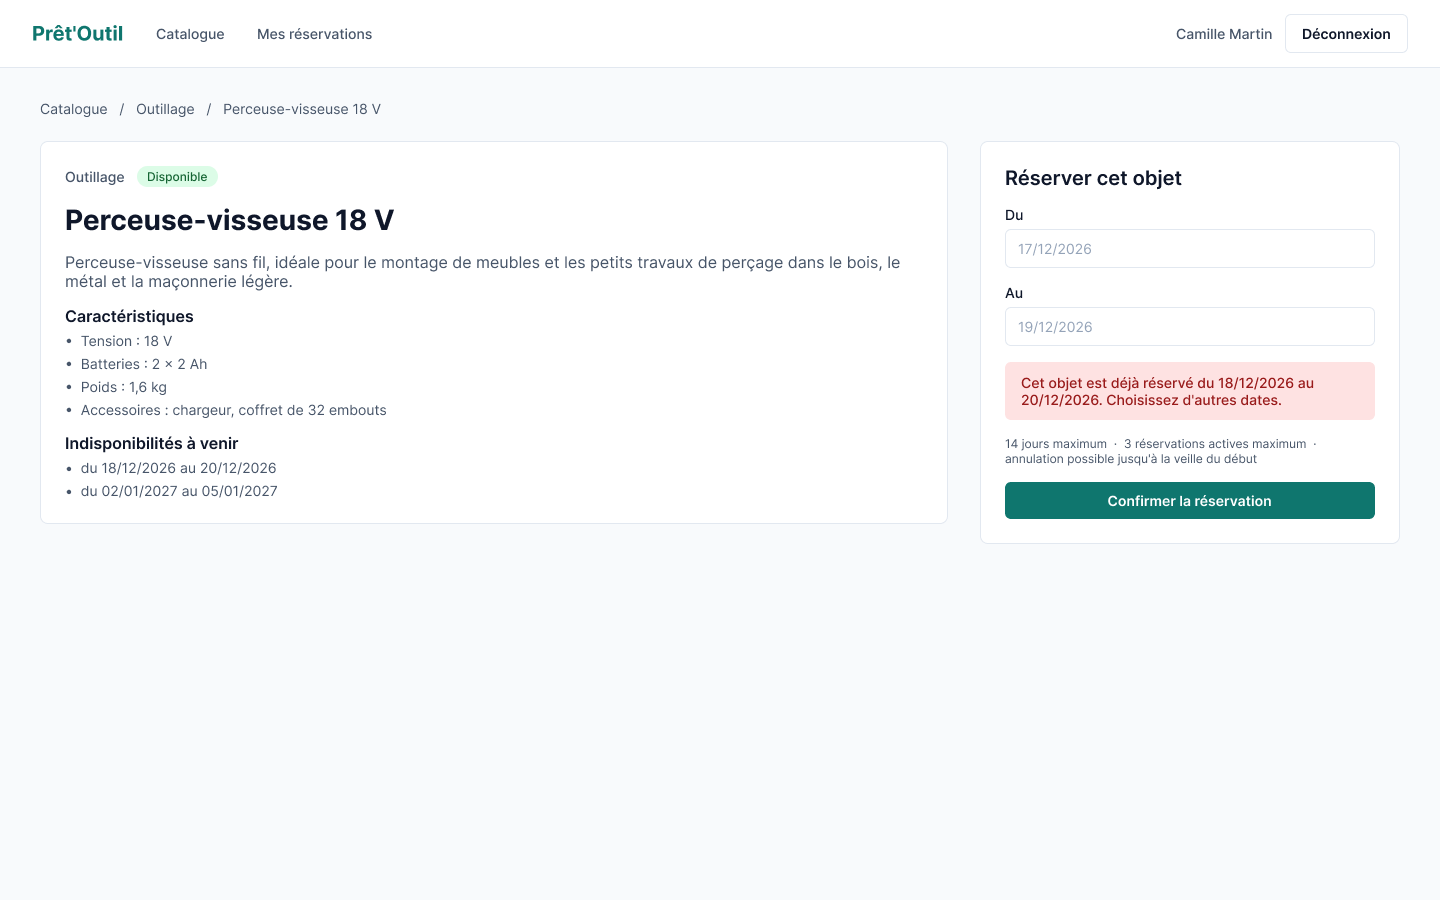 Prêt'Outil
Catalogue
Mes réservations
Camille Martin
Déconnexion
Catalogue / Outillage / Perceuse-visseuse 18 V
Outillage
Disponible
Perceuse-visseuse 18 V
Perceuse-visseuse sans fil, idéale pour le montage de meubles et les petits travaux de perçage dans le bois, le
métal et la maçonnerie légère.
Caractéristiques
• Tension : 18 V
• Batteries : 2 × 2 Ah
• Poids : 1,6 kg
• Accessoires : chargeur, coffret de 32 embouts
Indisponibilités à venir
• du 18/12/2026 au 20/12/2026
• du 02/01/2027 au 05/01/2027
Réserver cet objet
Du
17/12/2026
Au
19/12/2026
Cet objet est déjà réservé du 18/12/2026 au
20/12/2026. Choisissez d'autres dates.
14 jours maximum · 3 réservations actives maximum ·
annulation possible jusqu'à la veille du début
Confirmer la réservation